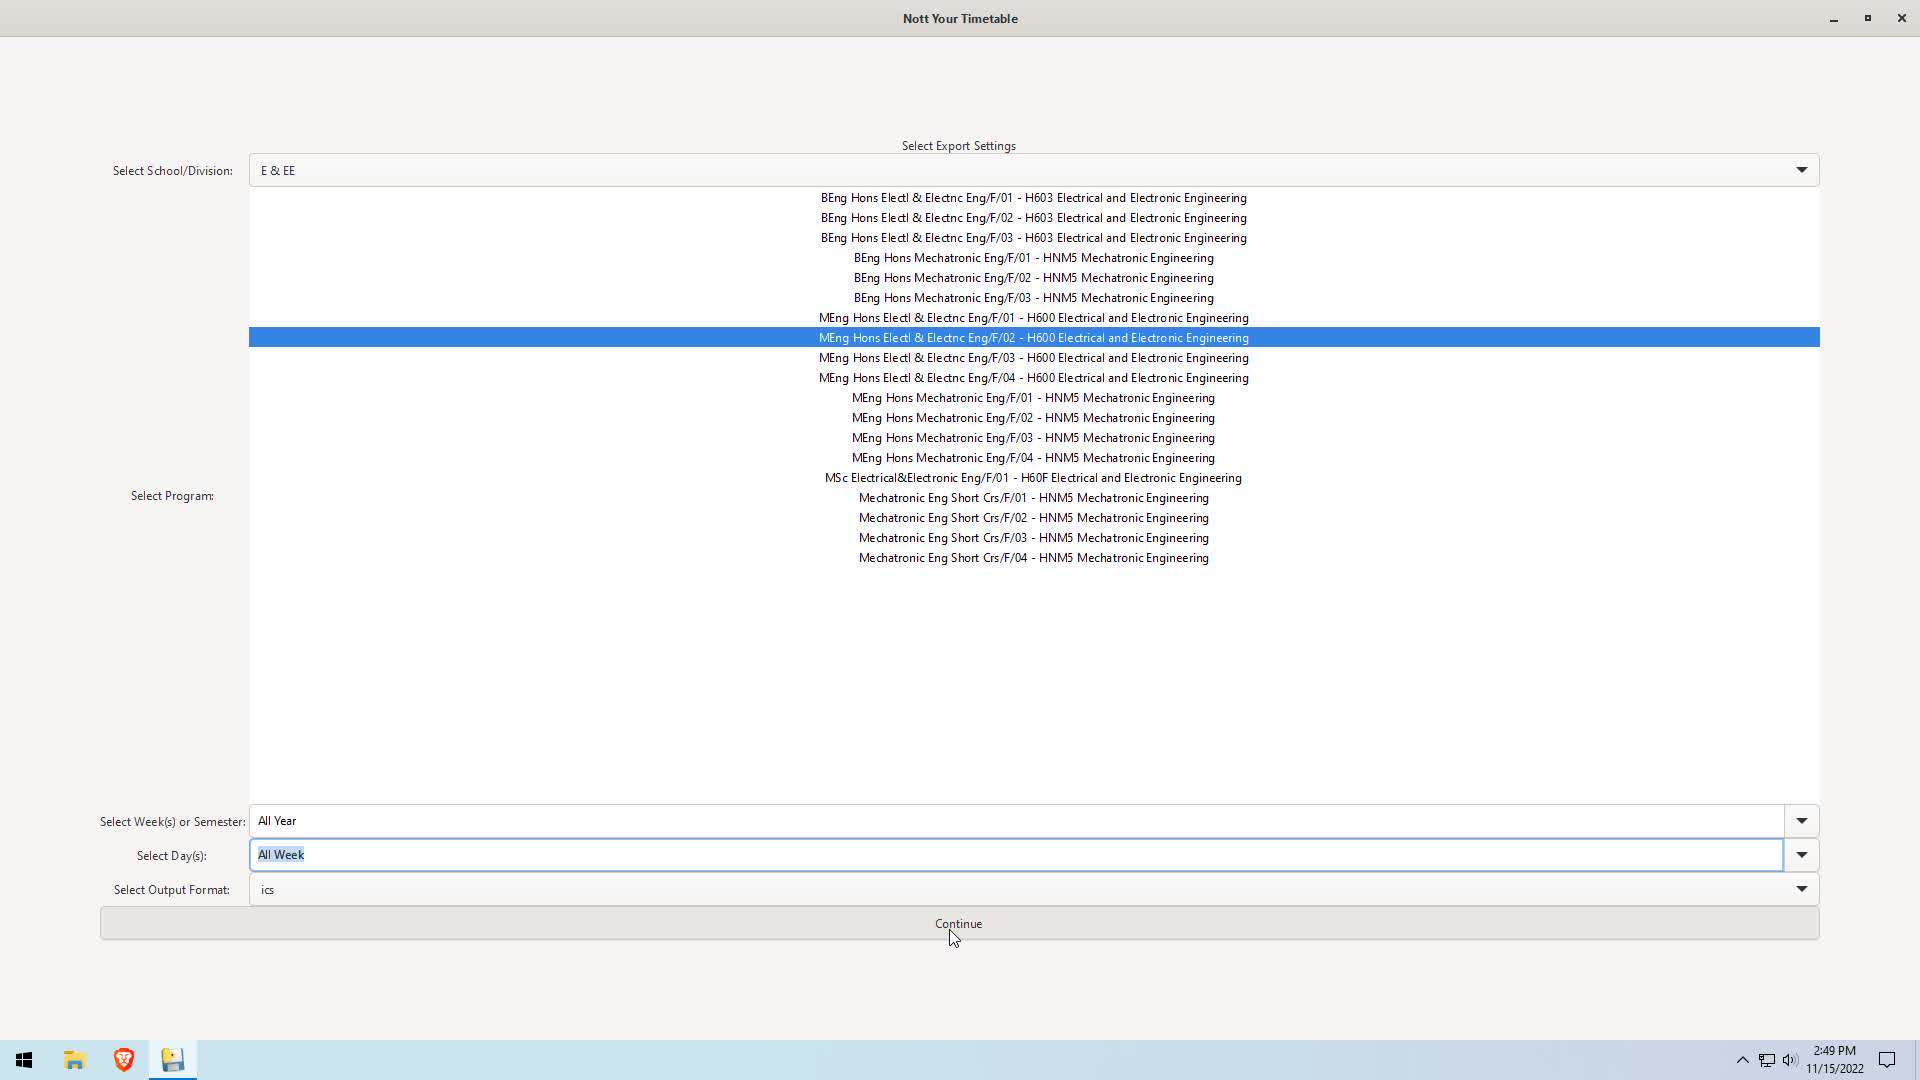 Nott Your Timetable
Select Export Settings
Select School/Division: E & EE
BEng Hons Electl & Electnc Eng/F/01 - H603 Electrical and Electronic Engineering
BEng Hons Electl & Electnc Eng/F/02 - H603 Electrical and Electronic Engineering
BEng Hons Electl & Electnc Eng/F/03 - H603 Electrical and Electronic Engineering
BEng Hons Mechatronic Eng/F/01 - HNM5 Mechatronic Engineering
BEng Hons Mechatronic Eng/F/02 - HNM5 Mechatronic Engineering
BEng Hons Mechatronic Eng/F/03 - HNM5 Mechatronic Engineering
MEng Hons Electl & Electnc Eng/F/01 - H600 Electrical and Electronic Engineering
MEng Hons Electl & Electnc Eng/F/02 - H600 Electrical and Electronic Engineering
MEng Hons Electl & Electnc Eng/F/03 - H600 Electrical and Electronic Engineering
MEng Hons Electl & Electnc Eng/F/04 - H600 Electrical and Electronic Engineering
MEng Hons Mechatronic Eng/F/01 - HNM5 Mechatronic Engineering
MEng Hons Mechatronic Eng/F/02 - HNM5 Mechatronic Engineering
MEng Hons Mechatronic Eng/F/03 - HNM5 Mechatronic Engineering
MEng Hons Mechatronic Eng/F/04 - HNM5 Mechatronic Engineering
MSc Electrical&Electronic Eng/F/01 - H60F Electrical and Electronic Engineering
Select Program: Mechatronic Eng Short Crs/F/01 - HNM5 Mechatronic Engineering
Mechatronic Eng Short Crs/F/02 - HNM5 Mechatronic Engineering
Mechatronic Eng Short Crs/F/03 - HNM5 Mechatronic Engineering
Mechatronic Eng Short Crs/F/04 - HNM5 Mechatronic Engineering
Select Week(s) or Semester: All Year
Select Day(s): All Week
Select Output Format: ics
Continue
2:49 PM
11/15/2022